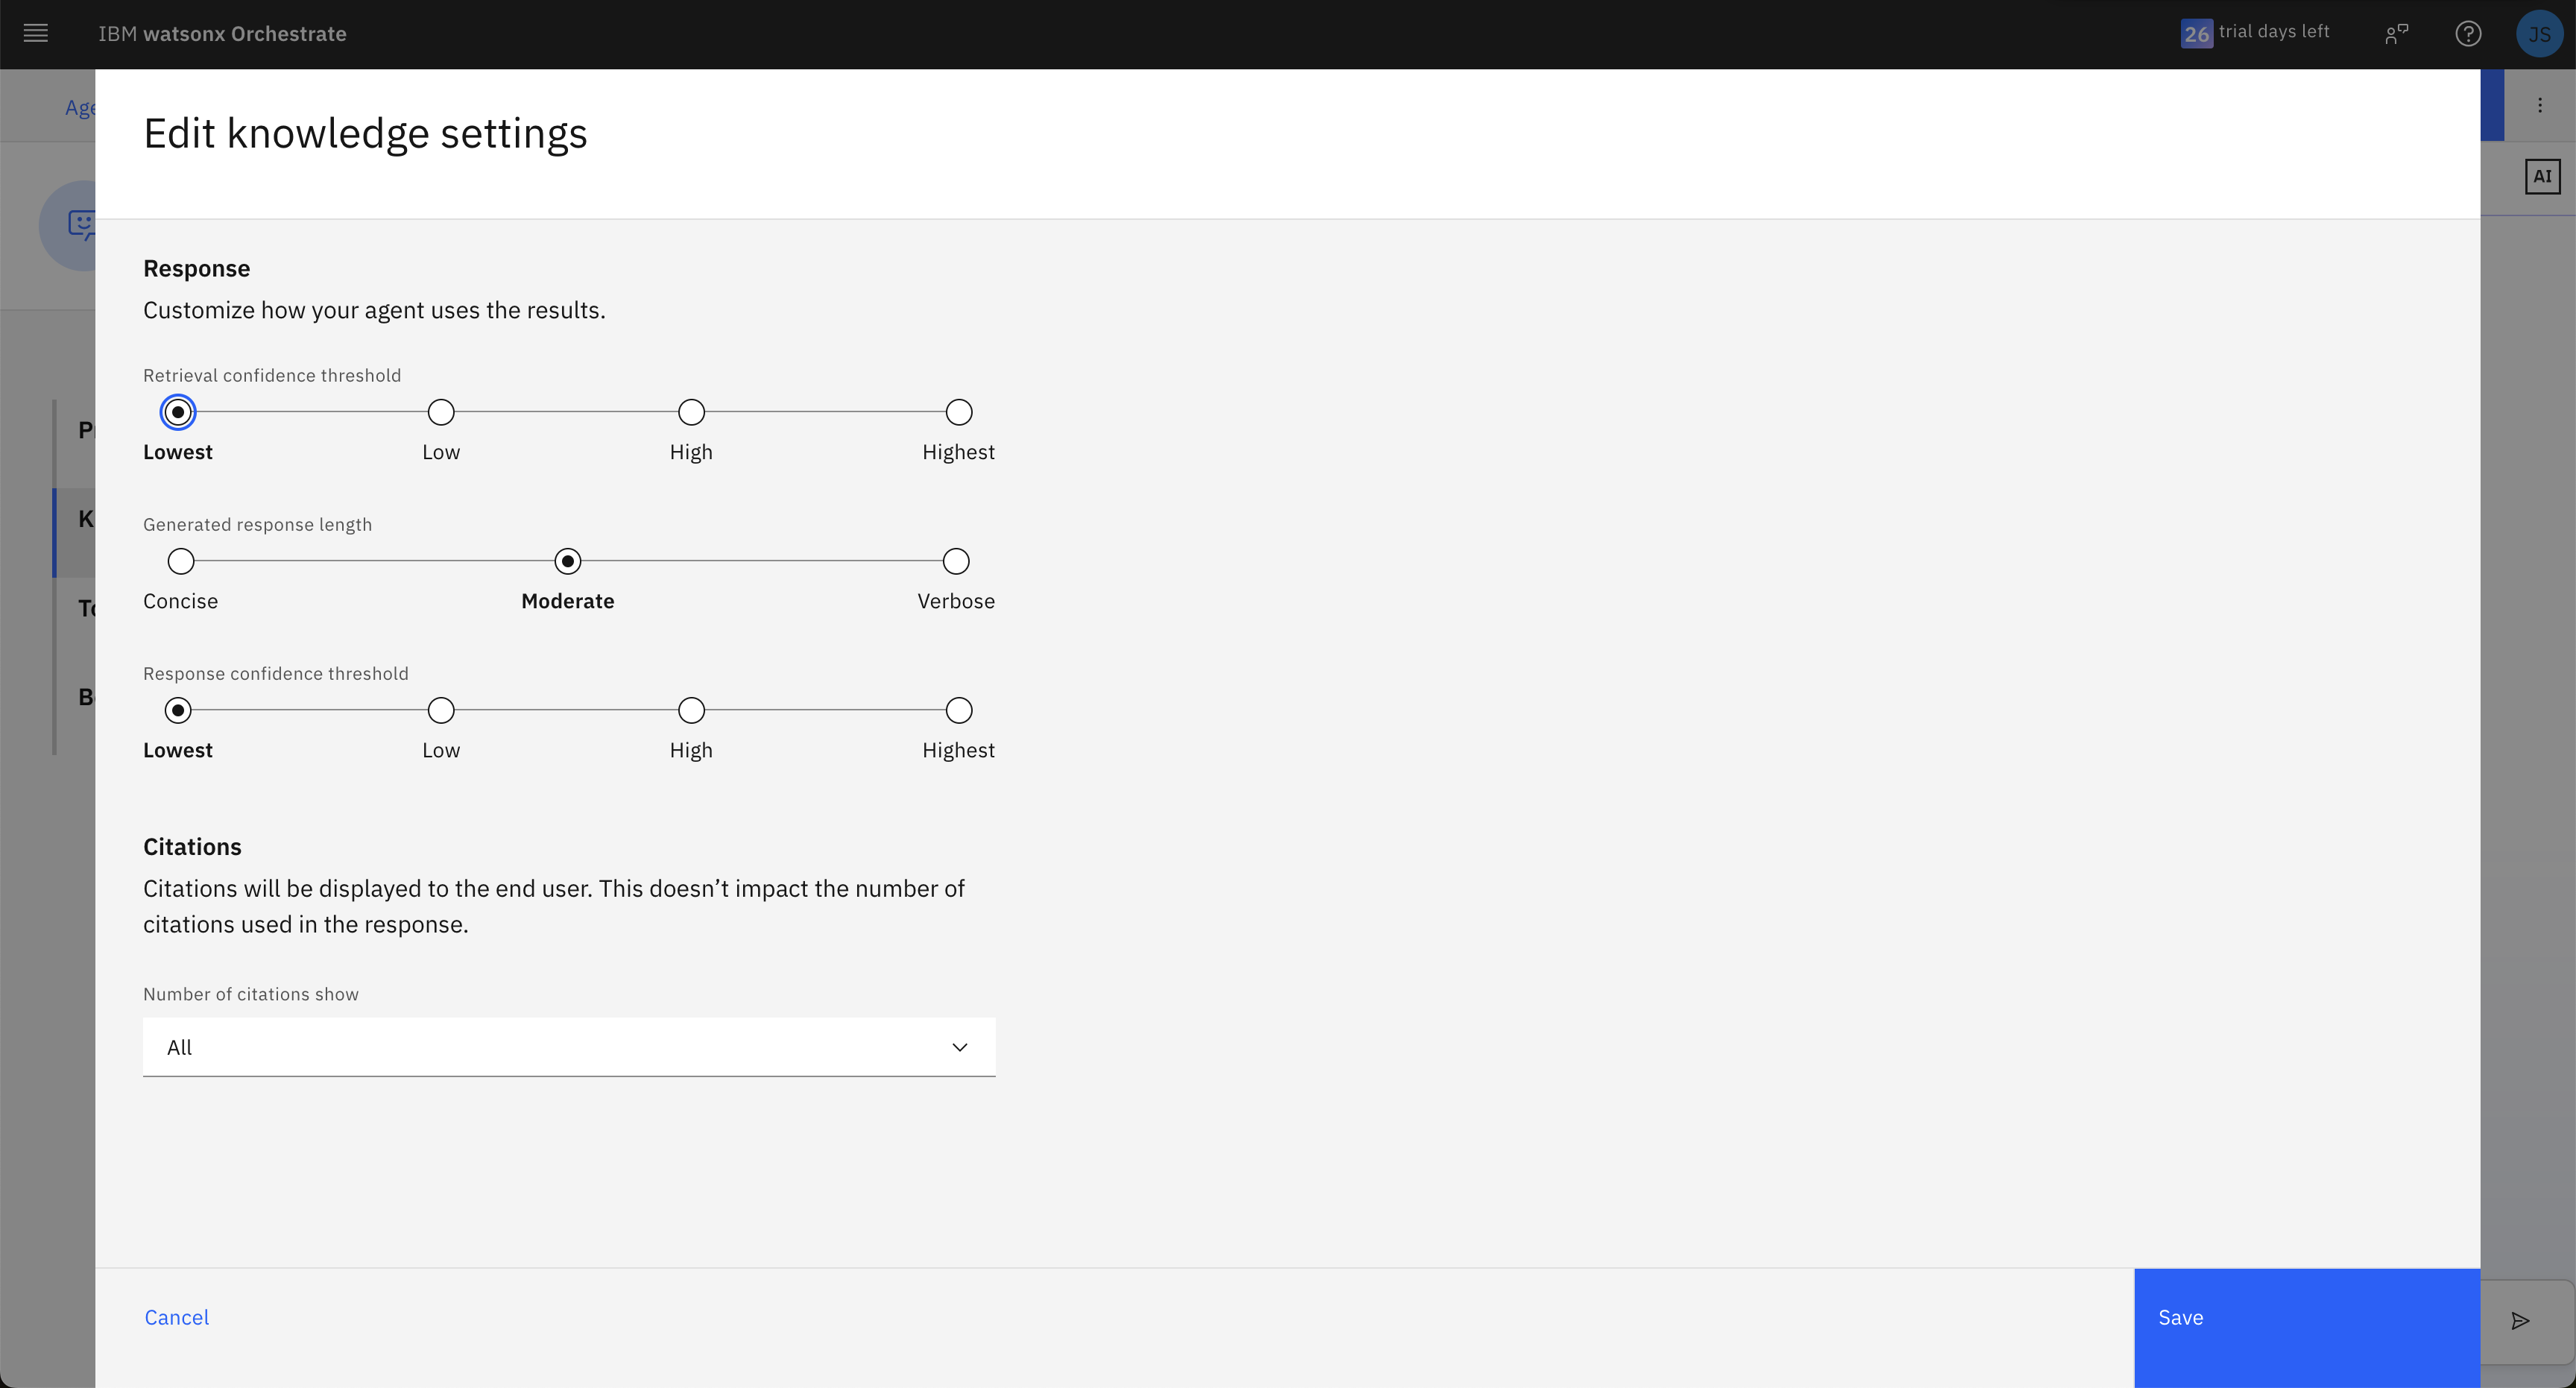 IBM watsonx Orchestrate
26 trial days left
JS
Edit knowledge settings
AI
Response
Customize how your agent uses the results.
Retrieval confidence threshold
Lowest Low High Highest
Generated response length
Concise Moderate Verbose
Response confidence threshold
Lowest Low High Highest
Citations
Citations will be displayed to the end user. This doesn’t impact the number of
citations used in the response.
Number of citations show
All
Cancel
Save